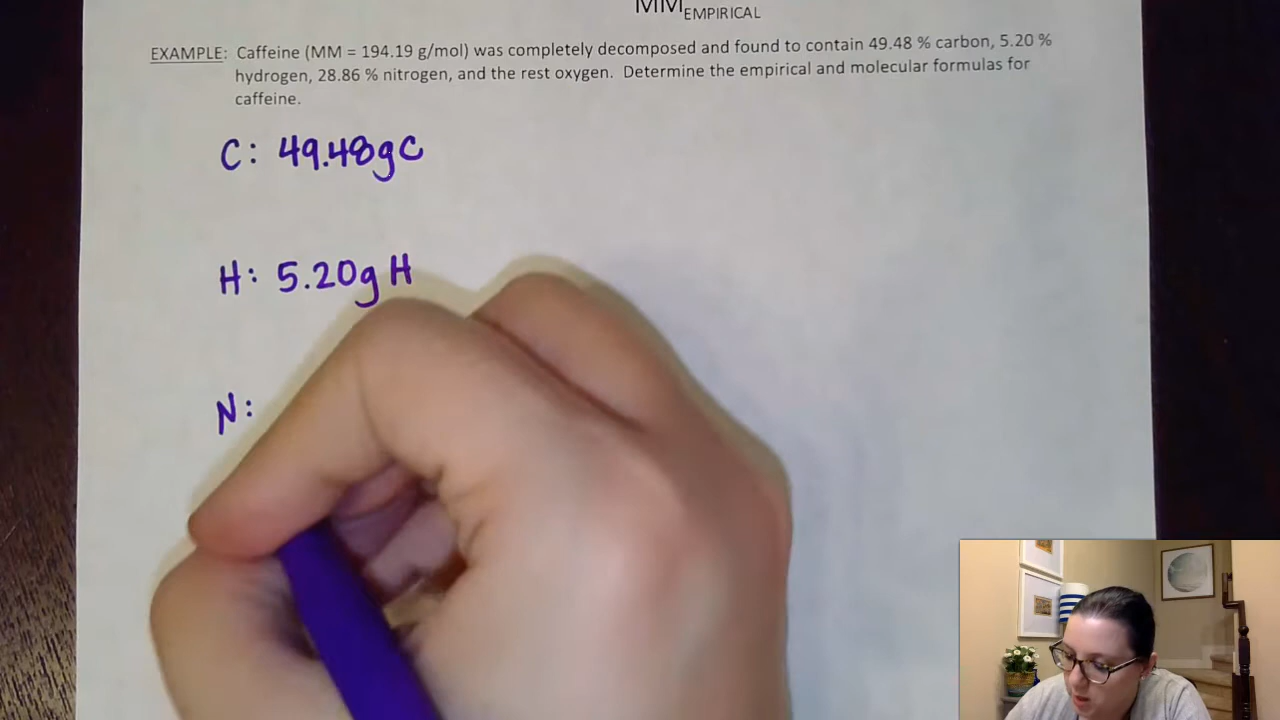 MM EMPIRICAL
EXAMPLE: Caffeine (MM = 194.19 g/mol) was completely decomposed and found to contain 49.48 % carbon, 5.20 %
hydrogen, 28.86 % nitrogen, and the rest oxygen. Determine the empirical and molecular formulas for
caffeine.
C: 49.48g C
H: 5.20g H
N: